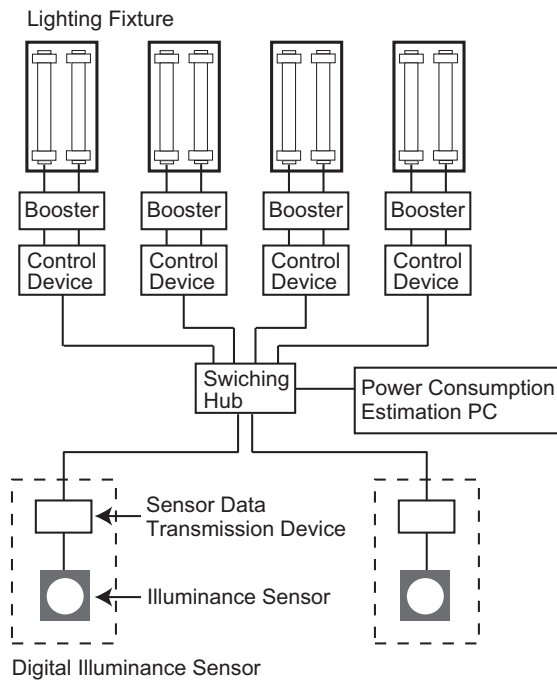 Lighting Fixture
Booster
Booster
Booster
Booster
Control
Device
Control
Device
Control
Device
Control
Device
Swiching
Hub
Power Consumption
Estimation PC
Sensor Data
Transmission Device
Illuminance Sensor
Digital Illuminance Sensor